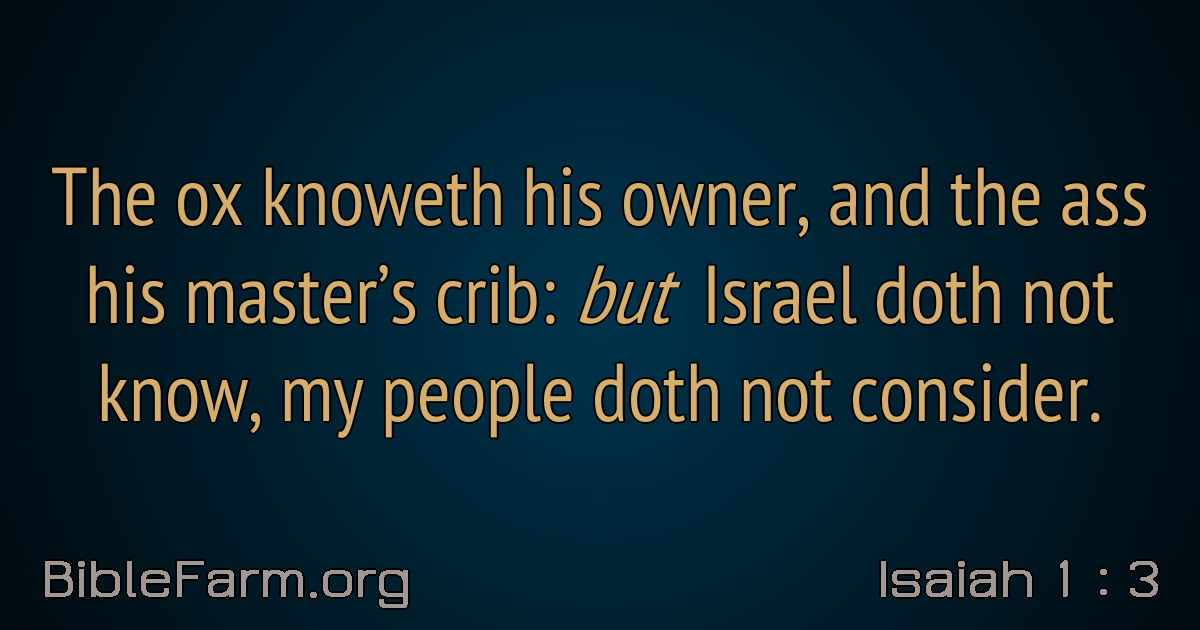 The ox knoweth his owner, and the ass
his master’s crib: but Israel doth not
know, my people doth not consider.
BibleFarm.org
Isaiah 1 : 3